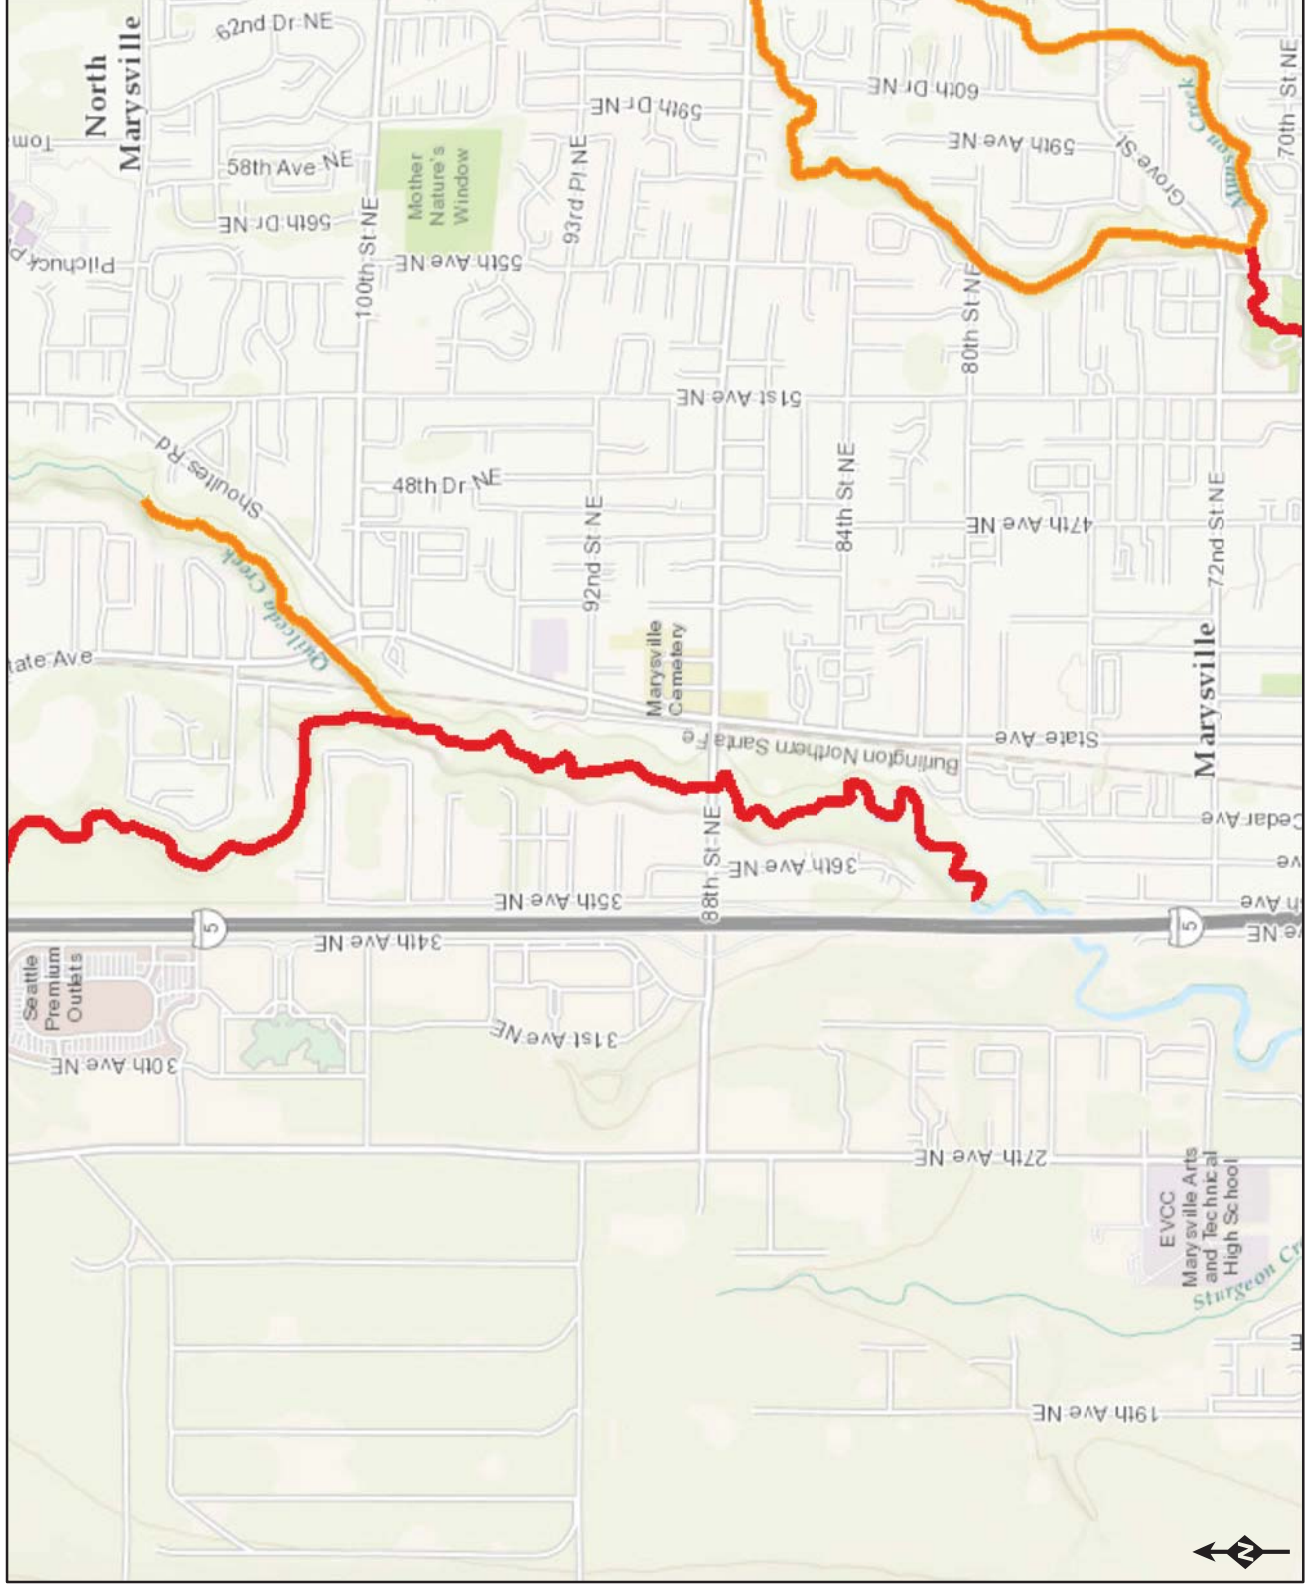 North
Marysville
62nd Dr NE
58th Ave NE
56th Dr NE
Tom
Pilchuck P
100th St NE
Mother
Nature's
Window
55th Ave NE
93rd Pl NE
59th Dr NE
60th Dr NE
59th Ave NE
Grove St
Munson Creek
70th St NE
80th St NE
51st Ave NE
Shoultes Rd
48th Dr NE
92nd St NE
84th St NE
47th Ave NE
72nd St NE
Quilceda Creek
tate Ave
Marysville
Cemetery
Marysville
State Ave
Burlington Northern Santa Fe
88th St NE
36th Ave NE
35th Ave NE
Cedar Ave
ve
h Ave
ve NE
5
5
34th Ave NE
Seattle
Premium
Outlets
30th Ave NE
31st Ave NE
27th Ave NE
EVCC
Marysville Arts
and Technical
High School
Sturgeon Cr
19th Ave NE
E
N